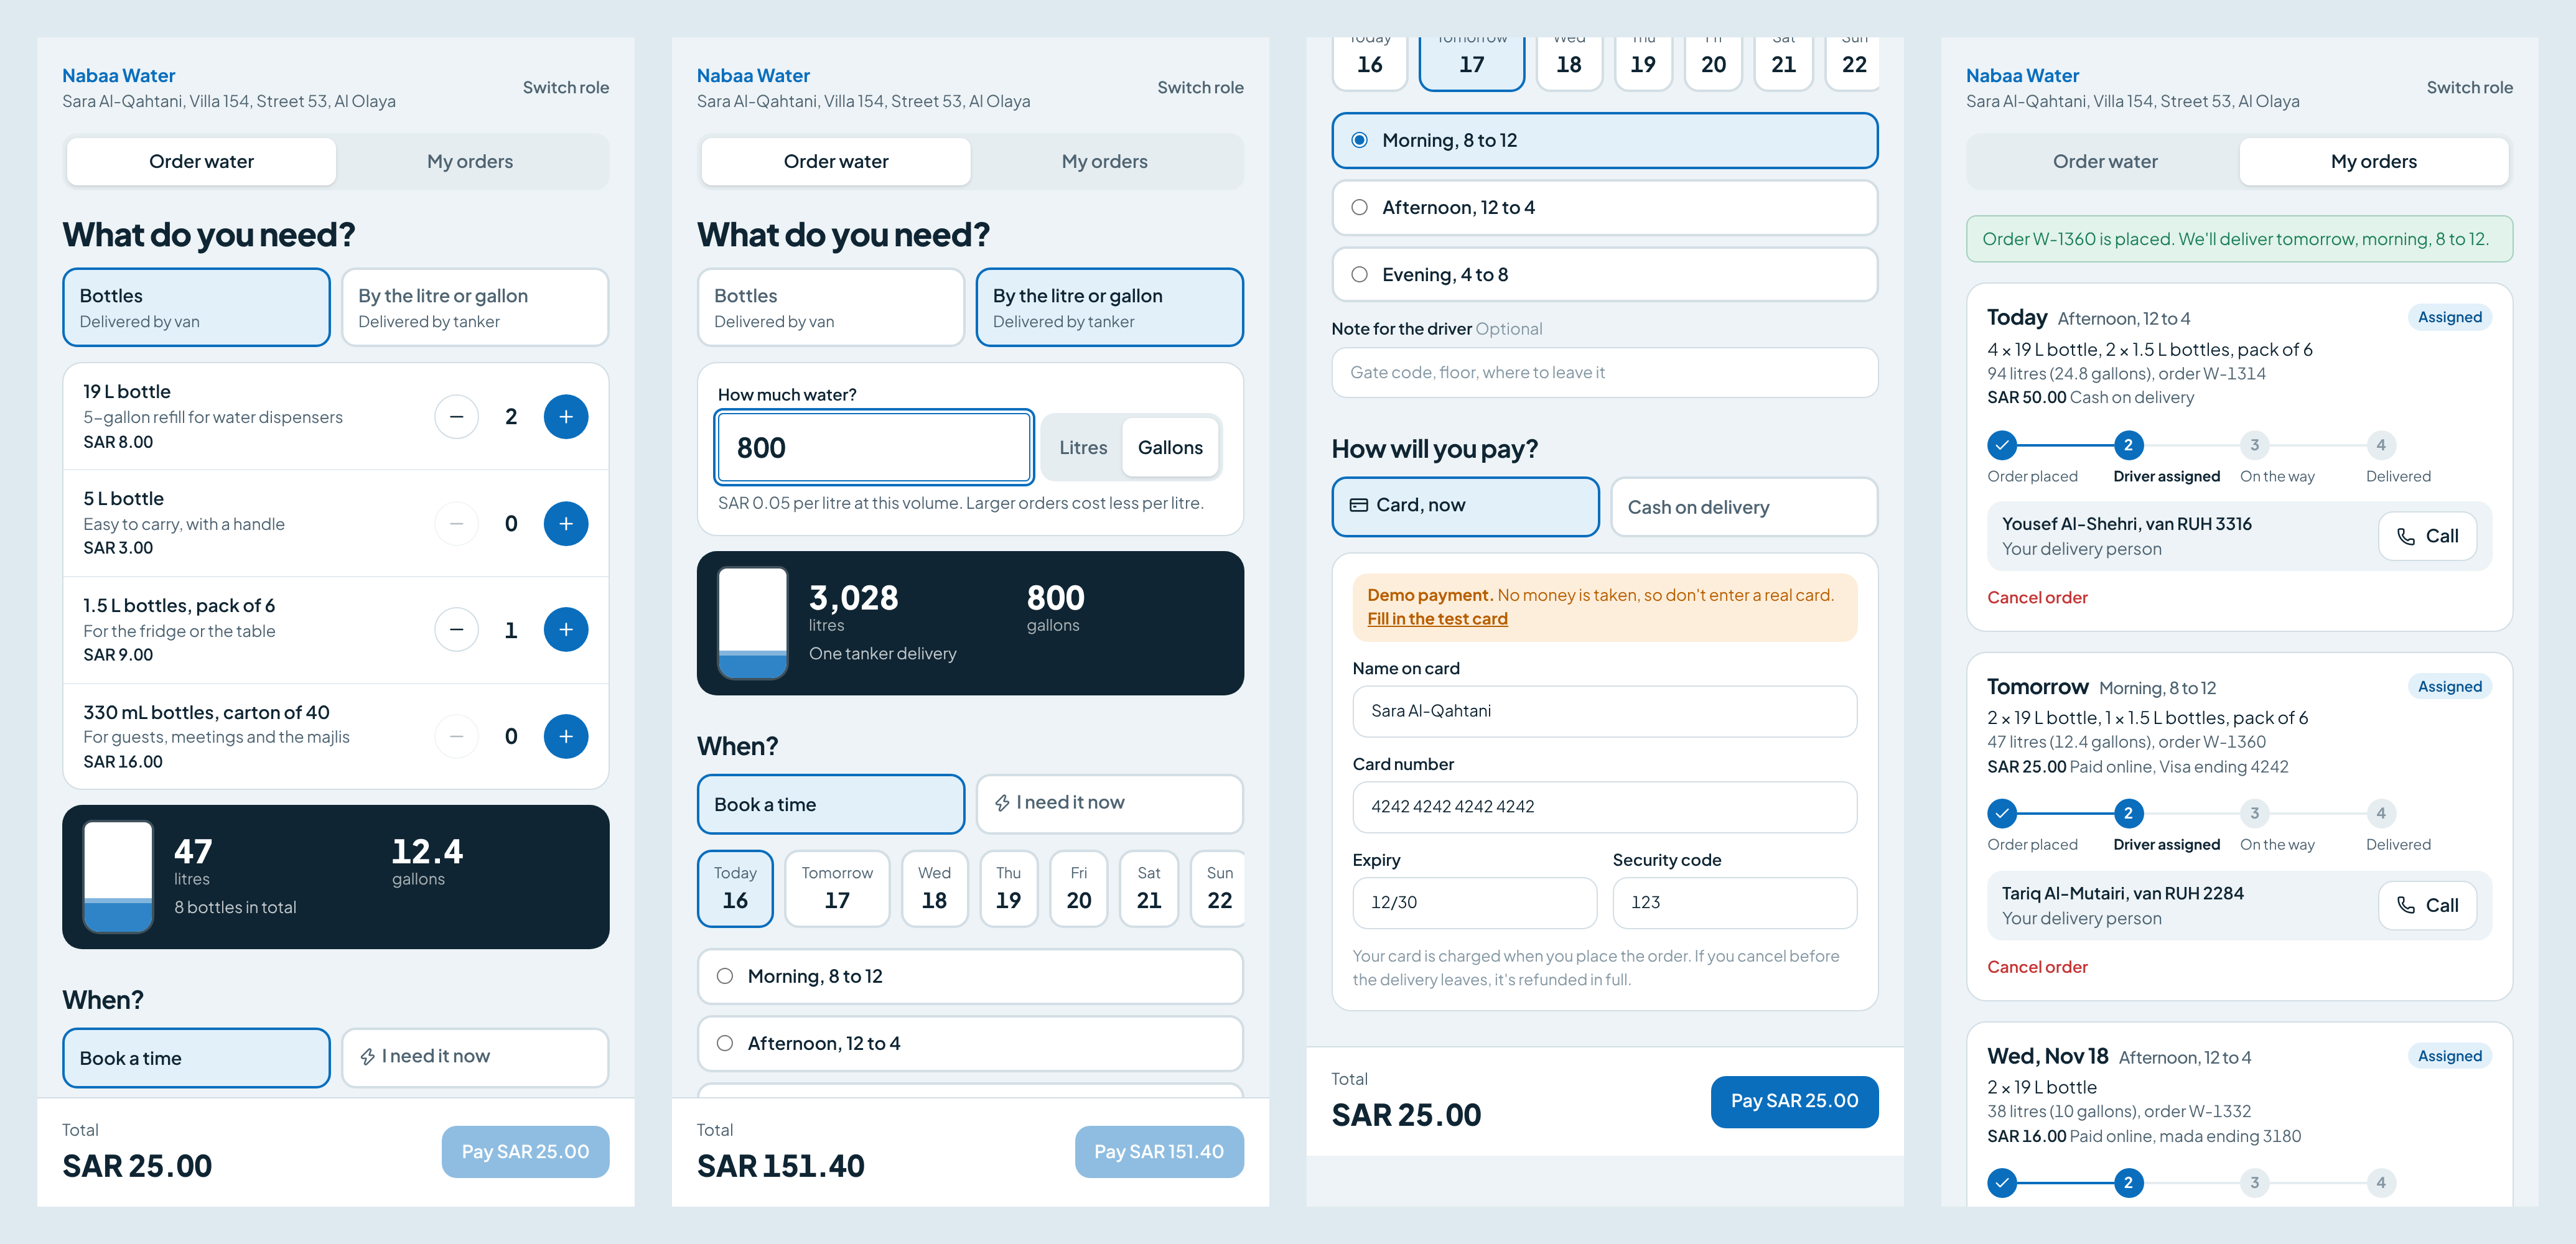 Nabaa Water
Sara Al-Qahtani, Villa 154, Street 53, Al Olaya
Switch role
Order water
My orders
What do you need?
Bottles
Delivered by van
By the litre or gallon
Delivered by tanker
19 L bottle
5-gallon refill for water dispensers
SAR 8.00
2
5 L bottle
Easy to carry, with a handle
SAR 3.00
0
1.5 L bottles, pack of 6
For the fridge or the table
SAR 9.00
1
330 mL bottles, carton of 40
For guests, meetings and the majlis
SAR 16.00
0
47
litres
12.4
gallons
8 bottles in total
When?
Book a time
I need it now
Total
SAR 25.00
Pay SAR 25.00
Nabaa Water
Sara Al-Qahtani, Villa 154, Street 53, Al Olaya
Switch role
Order water
My orders
What do you need?
Bottles
Delivered by van
By the litre or gallon
Delivered by tanker
How much water?
800
Litres
Gallons
SAR 0.05 per litre at this volume. Larger orders cost less per litre.
3,028
litres
800
gallons
One tanker delivery
When?
Book a time
I need it now
Today
16
Tomorrow
17
Wed
18
Thu
19
Fri
20
Sat
21
Sun
22
Morning, 8 to 12
Afternoon, 12 to 4
Total
SAR 151.40
Pay SAR 151.40
Today
16
Tomorrow
17
Wed
18
Thu
19
Fri
20
Sat
21
Sun
22
Morning, 8 to 12
Afternoon, 12 to 4
Evening, 4 to 8
Note for the driver Optional
Gate code, floor, where to leave it
How will you pay?
Card, now
Cash on delivery
Demo payment. No money is taken, so don't enter a real card.
Fill in the test card
Name on card
Sara Al-Qahtani
Card number
4242 4242 4242 4242
Expiry
12/30
Security code
123
Your card is charged when you place the order. If you cancel before
the delivery leaves, it's refunded in full.
Total
SAR 25.00
Pay SAR 25.00
Nabaa Water
Sara Al-Qahtani, Villa 154, Street 53, Al Olaya
Switch role
Order water
My orders
Order W-1360 is placed. We'll deliver tomorrow, morning, 8 to 12.
Today Afternoon, 12 to 4
Assigned
4 × 19 L bottle, 2 × 1.5 L bottles, pack of 6
94 litres (24.8 gallons), order W-1314
SAR 50.00 Cash on delivery
2
3
4
Order placed
Driver assigned
On the way
Delivered
Yousef Al-Shehri, van RUH 3316
Your delivery person
Call
Cancel order
Tomorrow Morning, 8 to 12
Assigned
2 × 19 L bottle, 1 × 1.5 L bottles, pack of 6
47 litres (12.4 gallons), order W-1360
SAR 25.00 Paid online, Visa ending 4242
2
3
4
Order placed
Driver assigned
On the way
Delivered
Tariq Al-Mutairi, van RUH 2284
Your delivery person
Call
Cancel order
Wed, Nov 18 Afternoon, 12 to 4
Assigned
2 × 19 L bottle
38 litres (10 gallons), order W-1332
SAR 16.00 Paid online, mada ending 3180
2
3
4